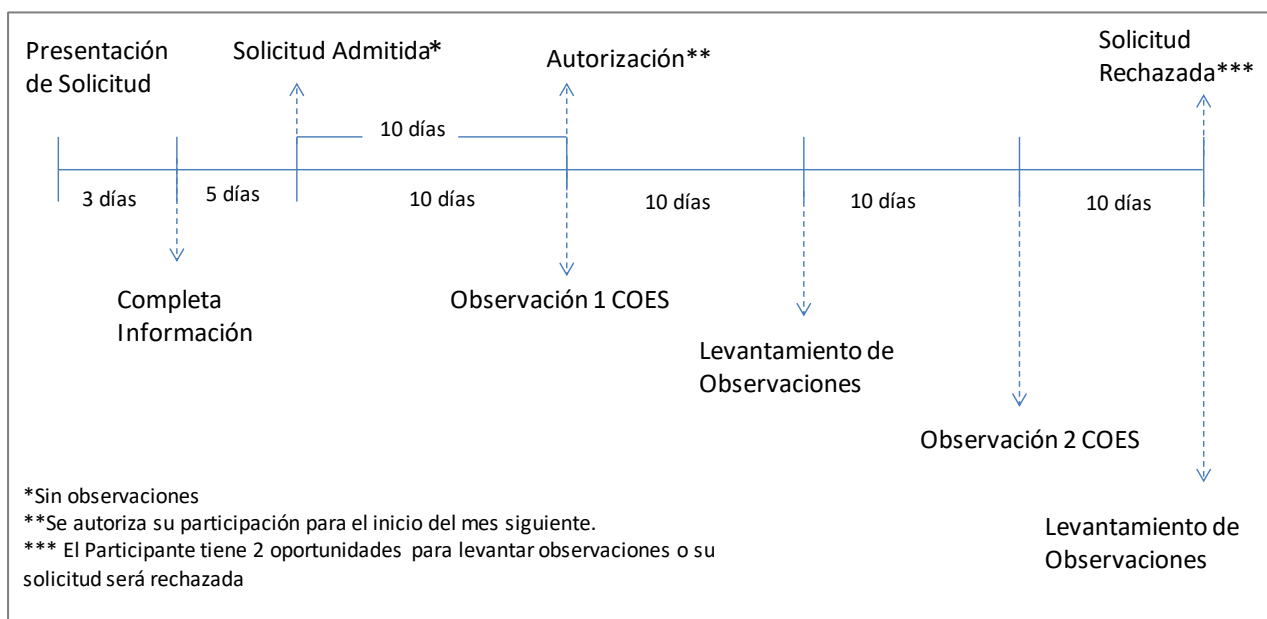 Presentación
de Solicitud
Solicitud Admitida*
Autorización**
Solicitud
Rechazada***
10 días
3 días
5 días
10 días
10 días
10 días
10 días
Completa
Información
Observación 1 COES
Levantamiento de
Observaciones
Observación 2 COES
Levantamiento de
Observaciones
*Sin observaciones
**Se autoriza su participación para el inicio del mes siguiente.
*** El Participante tiene 2 oportunidades para levantar observaciones o su
solicitud será rechazada